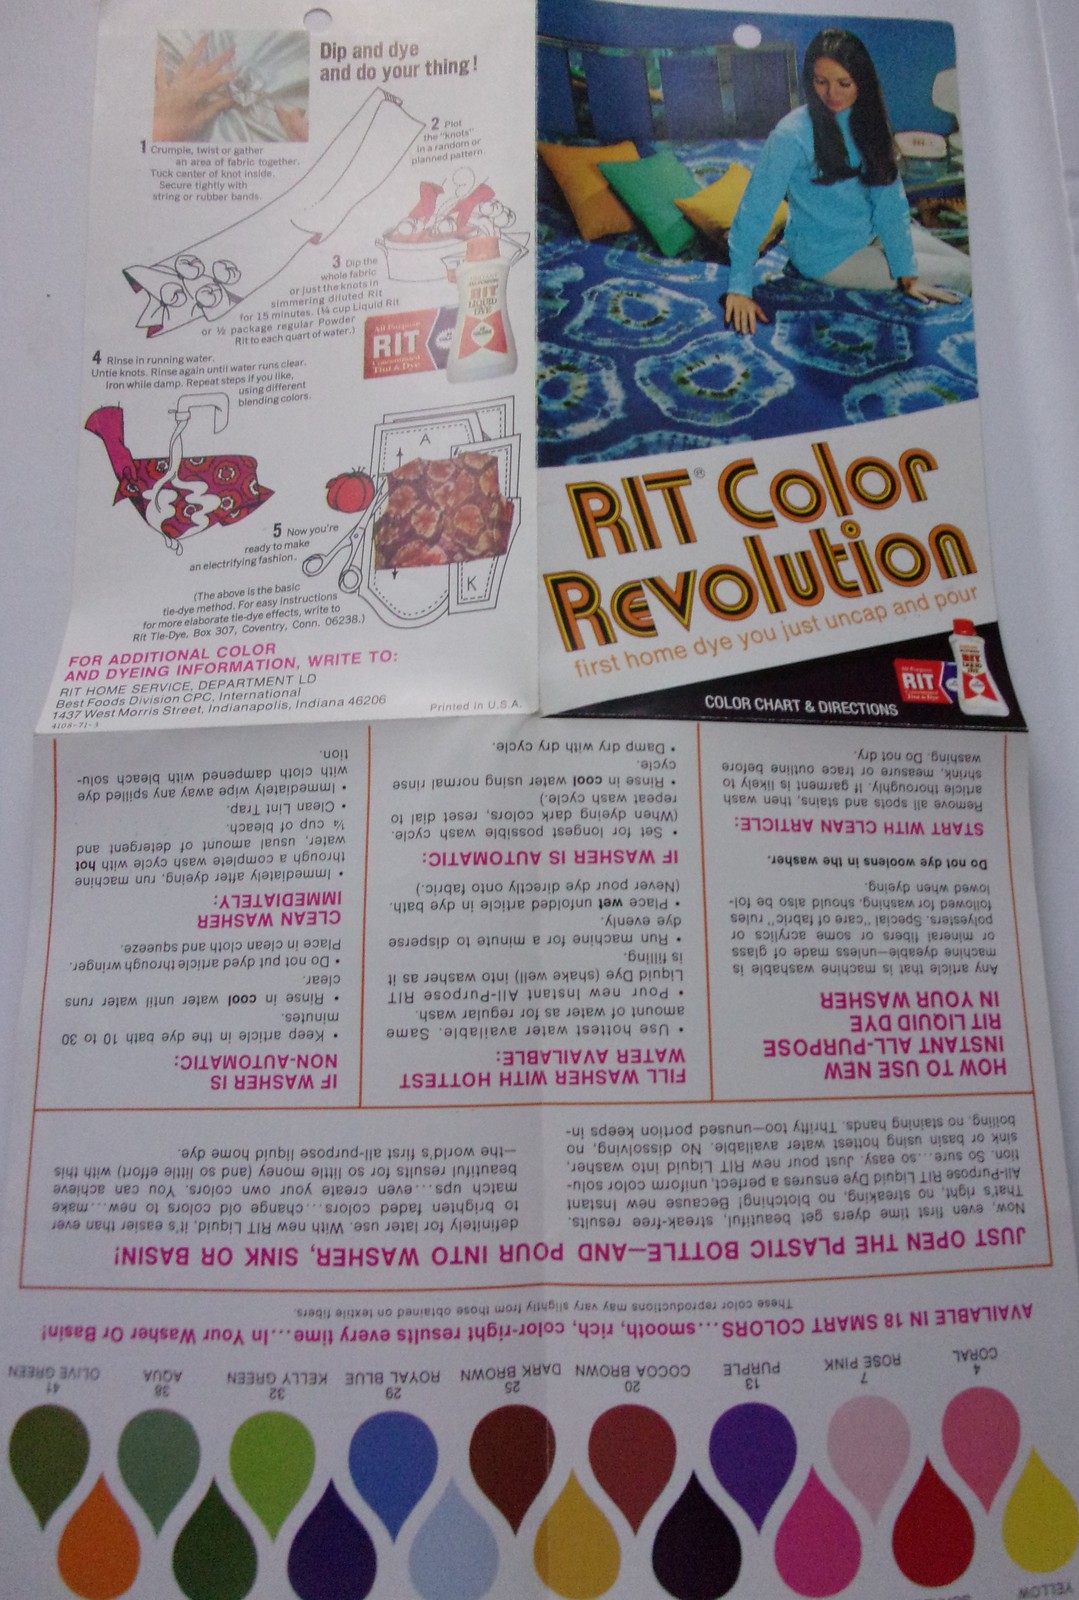 Dip and dye
and do your thing!
1 Crumple, twist or gather
an area of fabric together.
Tuck center of knot inside.
Secure tightly with
string or rubber bands.
2 Plot
the "knots"
in a random or
planned pattern.
3 Dip the
whole fabric
or just the knots in
simmering diluted Rit
for 15 minutes. (¼ cup Liquid Rit
or ½ package regular Powder
Rit to each quart of water.)
All Purpose
RIT
Concentrated
Tint & Dye
RIT
LIQUID
DYE
4 Rinse in running water.
Untie knots. Rinse again until water runs clear.
Iron while damp. Repeat steps if you like,
using different
blending colors.
A
K
5 Now you're
ready to make
an electrifying fashion.
(The above is the basic
tie-dye method. For easy instructions
for more elaborate tie-dye effects, write to
Rit Tie-Dye, Box 307, Coventry, Conn. 06238.)
FOR ADDITIONAL COLOR
AND DYEING INFORMATION, WRITE TO:
RIT HOME SERVICE, DEPARTMENT LD
Best Foods Division CPC, International
1437 West Morris Street, Indianapolis, Indiana 46206
Printed in U.S.A.
RIT® Color
Revolution
first home dye you just uncap and pour
RIT
RIT
COLOR CHART & DIRECTIONS
YELLOW
4
CORAL
7
ROSE PINK
13
PURPLE
20
COCOA BROWN
25
DARK BROWN
29
ROYAL BLUE
32
KELLY GREEN
38
AQUA
41
OLIVE GREEN
AVAILABLE IN 18 SMART COLORS...smooth, rich, color-right results every time...In Your Washer Or Basin!
These color reproductions may vary slightly from those obtained on textile fibers.
JUST OPEN THE PLASTIC BOTTLE—AND POUR INTO WASHER, SINK OR BASIN!
Now, even first time dyers get beautiful, streak-free results.
That's right, no streaking, no blotching! Because new Instant
All-Purpose RIT Liquid Dye ensures a perfect, uniform color solu-
tion. So sure...so easy. Just pour new RIT Liquid into washer,
sink or basin using hottest water available. No dissolving, no
boiling, no staining hands. Thrifty too—unused portion keeps in-
definitely for later use. With new RIT Liquid, it's easier than ever
to brighten faded colors...change old colors to new...make
match ups...even create your own colors. You can achieve
beautiful results for so little money (and so little effort) with this
—the world's first all-purpose liquid home dye.
HOW TO USE NEW
INSTANT ALL-PURPOSE
RIT LIQUID DYE
IN YOUR WASHER
Any article that is machine washable is
machine dyeable—unless made of glass
or mineral fibers or some acrylics or
polyesters. Special "care of fabric" rules
followed for washing, should also be fol-
lowed when dyeing.
Do not dye woolens in the washer.
START WITH CLEAN ARTICLE:
Remove all spots and stains, then wash
article thoroughly. If garment is likely to
shrink, measure or trace outline before
washing. Do not dry.
FILL WASHER WITH HOTTEST
WATER AVAILABLE:
• Use hottest water available. Same
amount of water as for regular wash.
• Pour new Instant All-Purpose RIT
Liquid Dye (shake well) into washer as it
is filling.
• Run machine for a minute to disperse
dye evenly.
• Place wet unfolded article in dye bath.
(Never pour dye directly onto fabric.)
IF WASHER IS AUTOMATIC:
• Set for longest possible wash cycle.
(When dyeing dark colors, reset dial to
repeat wash cycle.)
• Rinse in cool water using normal rinse
cycle.
• Damp dry with dry cycle.
IF WASHER IS
NON-AUTOMATIC:
• Keep article in the dye bath 10 to 30
minutes.
• Rinse in cool water until water runs
clear.
• Do not put dyed article through wringer.
Place in clean cloth and squeeze.
CLEAN WASHER
IMMEDIATELY:
• Immediately after dyeing, run machine
through a complete wash cycle with hot
water, usual amount of detergent and
¼ cup of bleach.
• Clean Lint Trap.
• Immediately wipe away any spilled dye
with cloth dampened with bleach solu-
tion.